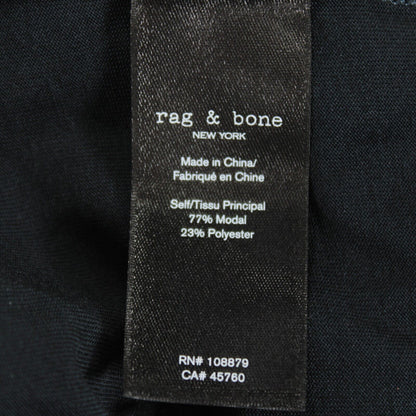 rag & bone
NEW YORK
Made in China/
Fabriqué en Chine
Self/Tissu Principal
77% Modal
23% Polyester
RN# 108879
CA# 45760